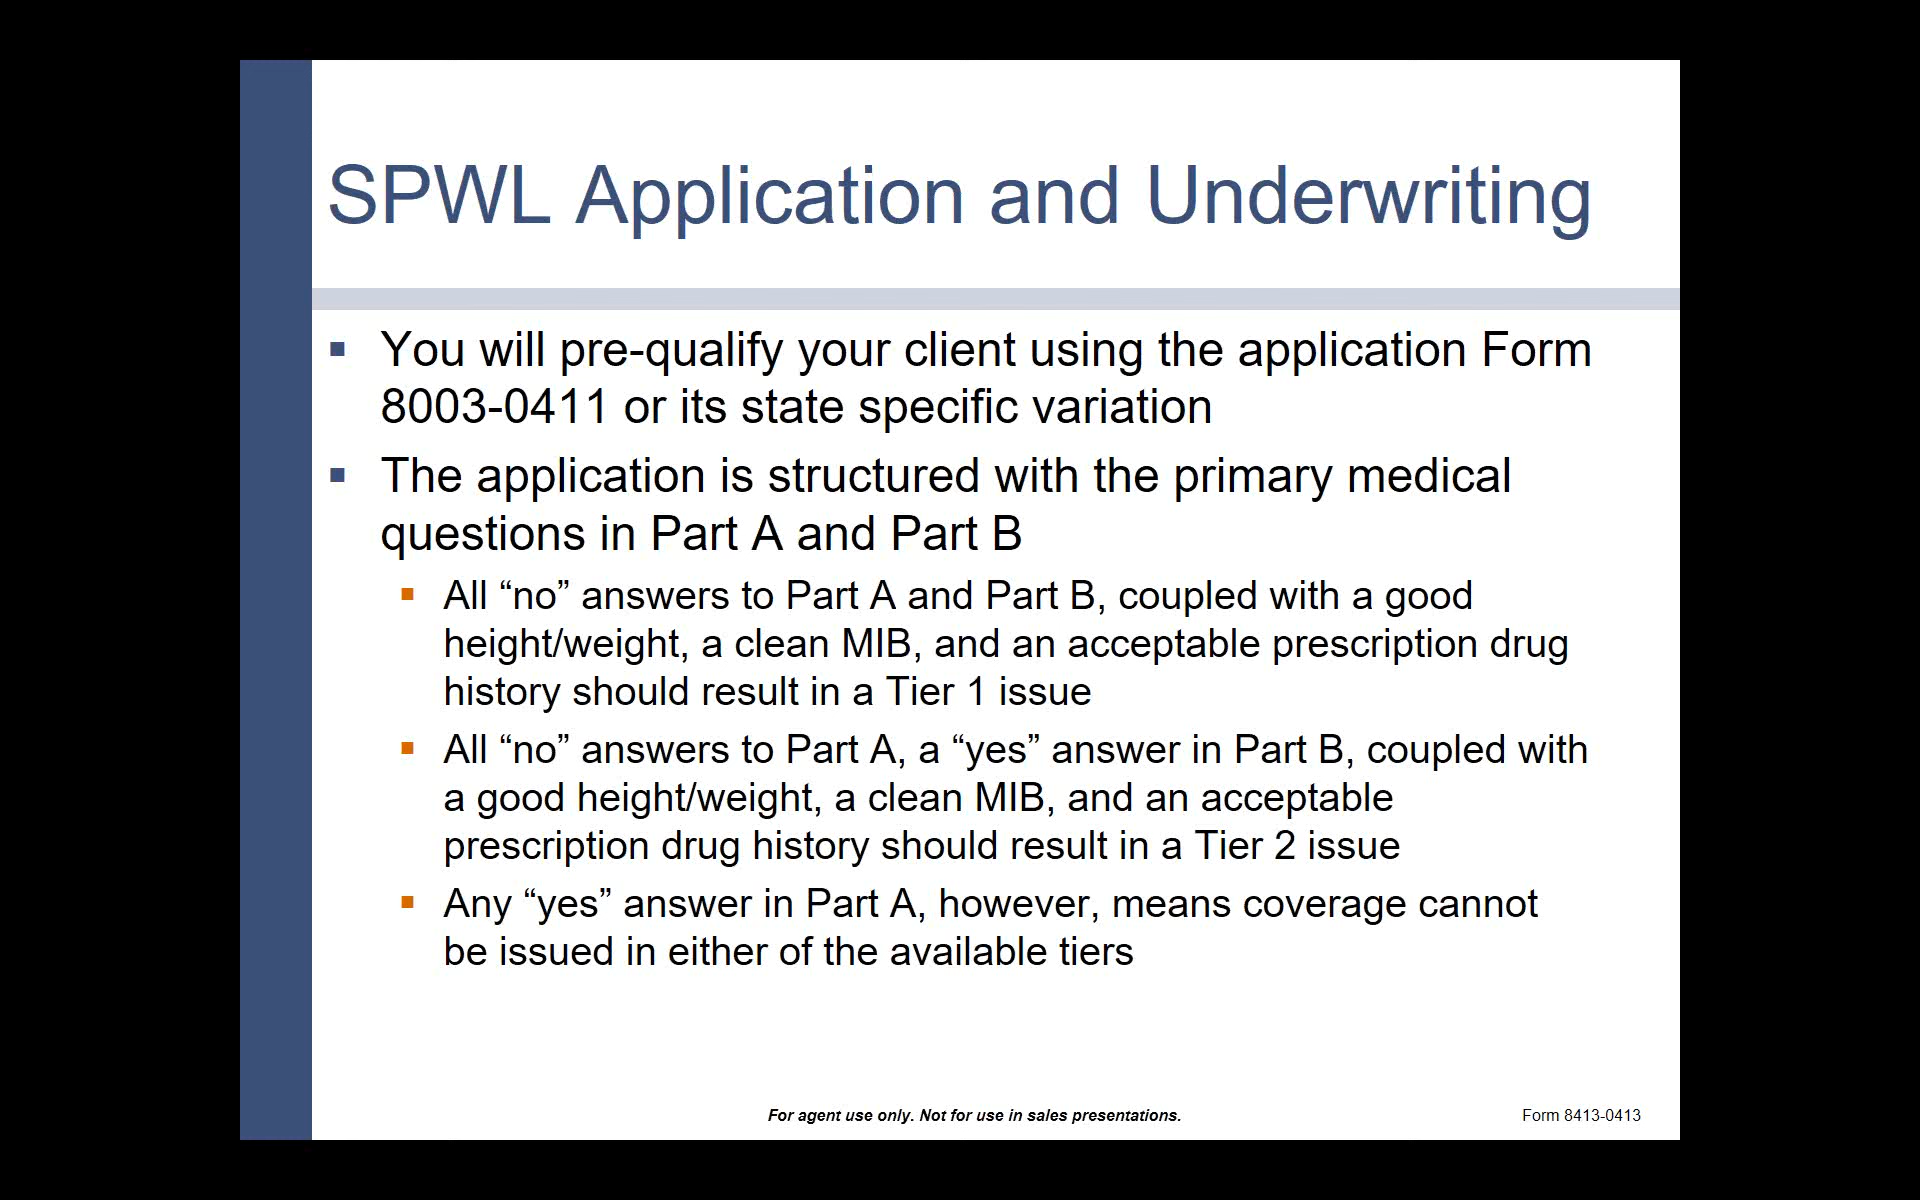 SPWL Application and Underwriting
You will pre-qualify your client using the application Form
8003-0411 or its state specific variation
The application is structured with the primary medical
questions in Part A and Part B
All “no” answers to Part A and Part B, coupled with a good
height/weight, a clean MIB, and an acceptable prescription drug
history should result in a Tier 1 issue
All “no” answers to Part A, a “yes” answer in Part B, coupled with
a good height/weight, a clean MIB, and an acceptable
prescription drug history should result in a Tier 2 issue
Any “yes” answer in Part A, however, means coverage cannot
be issued in either of the available tiers
For agent use only. Not for use in sales presentations.
Form 8413-0413